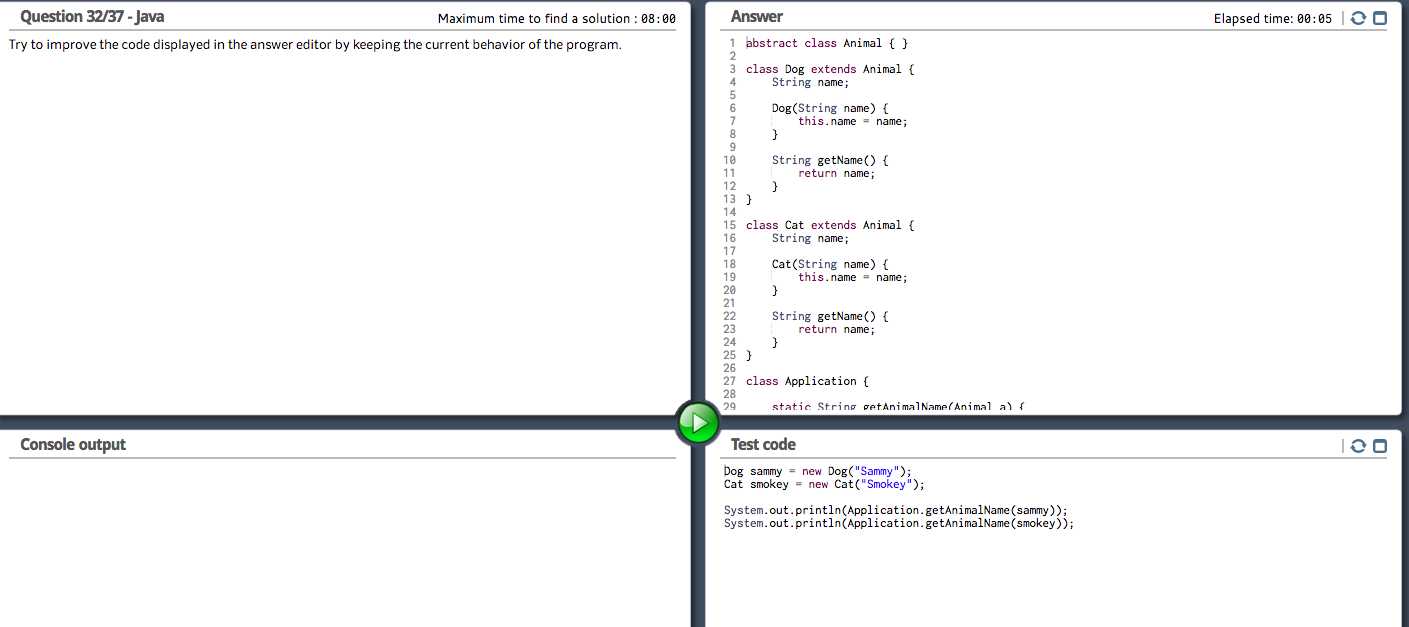 Question 32/37 - Java
Maximum time to find a solution : 08:00
Try to improve the code displayed in the answer editor by keeping the current behavior of the program.
Answer
Elapsed time: 00:05
1 abstract class Animal { }
2
3 class Dog extends Animal {
4 String name;
5
6 Dog(String name) {
7 this.name = name;
8 }
9
10 String getName() {
11 return name;
12 }
13 }
14
15 class Cat extends Animal {
16 String name;
17
18 Cat(String name) {
19 this.name = name;
20 }
21
22 String getName() {
23 return name;
24 }
25 }
26
27 class Application {
28
29 static String getAnimalName(Animal a) {
Console output
Test code
Dog sammy = new Dog("Sammy");
Cat smokey = new Cat("Smokey");
System.out.println(Application.getAnimalName(sammy));
System.out.println(Application.getAnimalName(smokey));